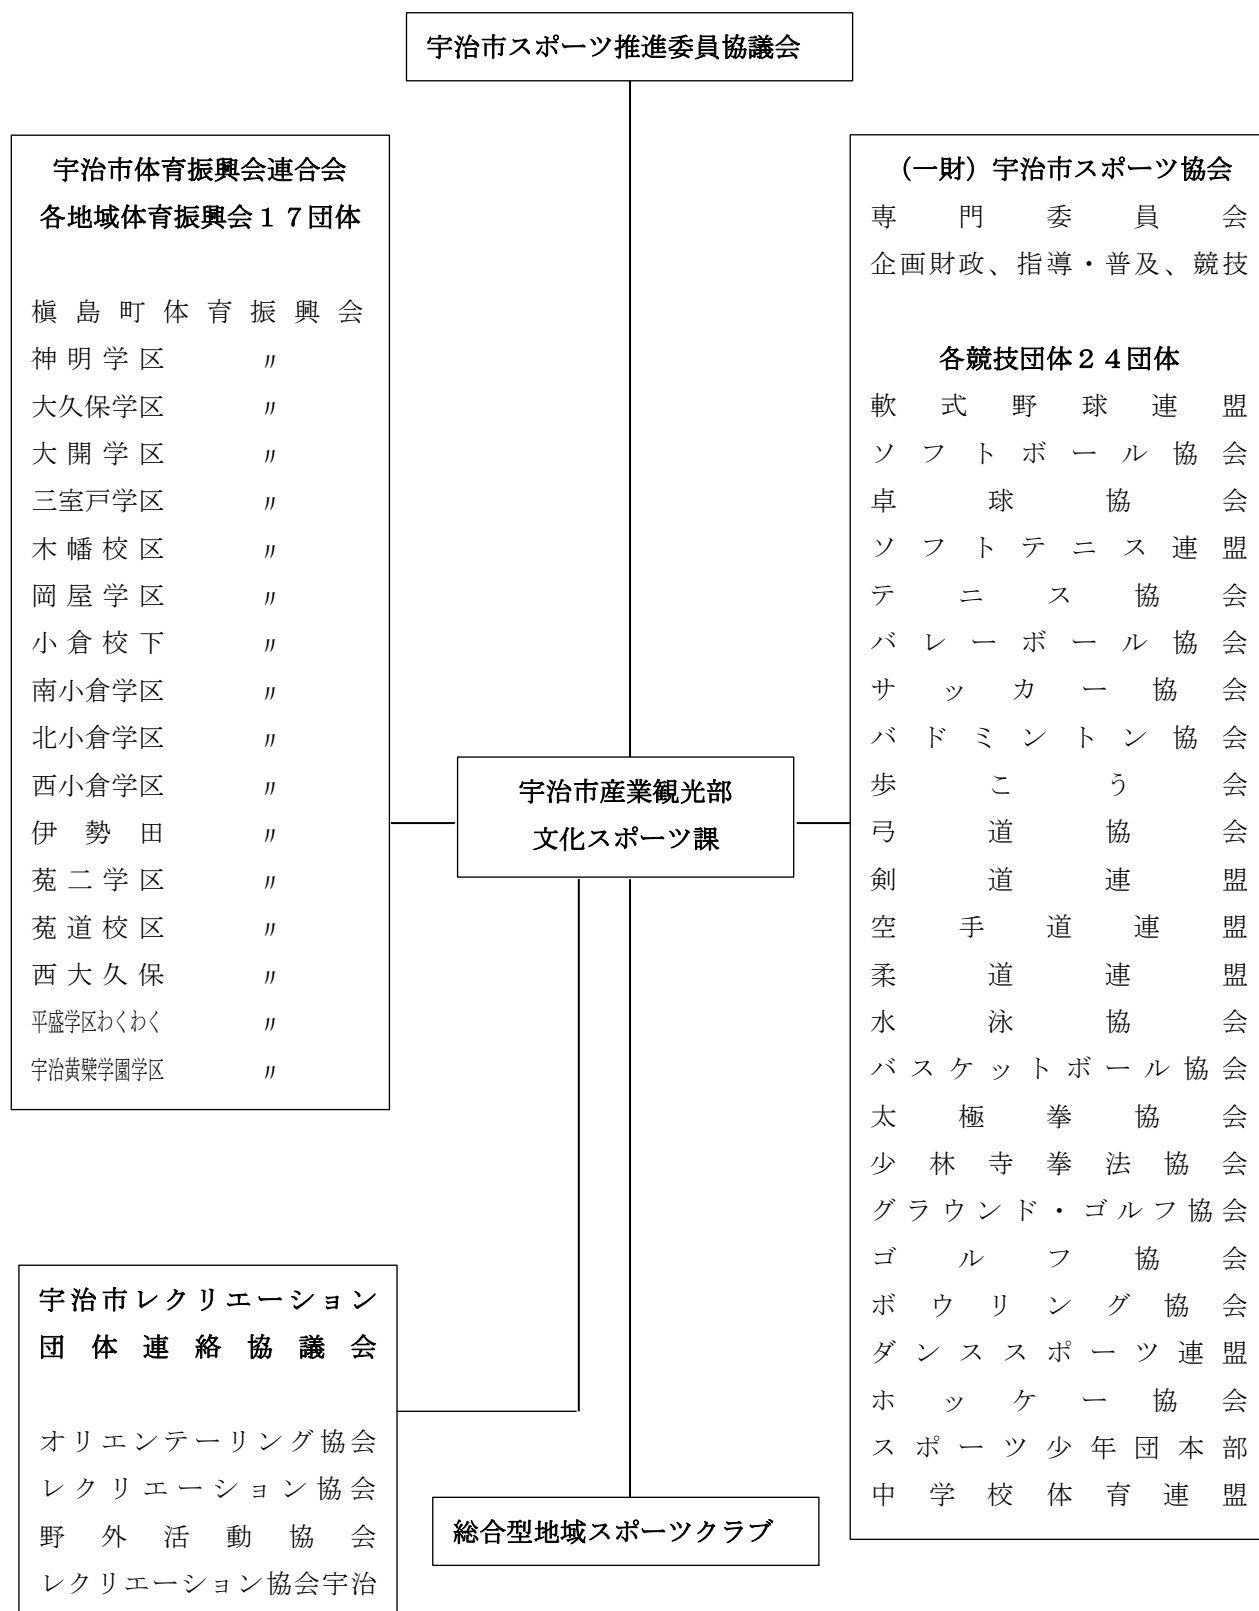 宇治市スポーツ推進委員協議会
宇治市体育振興会連合会
各地域体育振興会１７団体
槇島町体育振興会
神明学区 〃
大久保学区 〃
大開学区 〃
三室戸学区 〃
木幡校区 〃
岡屋学区 〃
小倉校下 〃
南小倉学区 〃
北小倉学区 〃
西小倉学区 〃
伊勢田 〃
菟二学区 〃
菟道校区 〃
西大久保 〃
平盛学区わくわく 〃
宇治黄檗学園学区 〃
宇治市産業観光部
文化スポーツ課
（一財）宇治市スポーツ協会
専門委員会
企画財政、指導・普及、競技
各競技団体２４団体
軟式野球連盟
ソフトボール協会
卓球協会
ソフトテニス連盟
テニス協会
バレーボール協会
サッカー協会
バドミントン協会
歩こう会
弓道協会
剣道連盟
空手道連盟
柔道連盟
水泳協会
バスケットボール協会
太極拳協会
少林寺拳法協会
グラウンド・ゴルフ協会
ゴルフ協会
ボウリング協会
ダンススポーツ連盟
ホッケー協会
スポーツ少年団本部
中学校体育連盟
宇治市レクリエーション
団体連絡協議会
オリエンテーリング協会
レクリエーション協会
野外活動協会
レクリエーション協会宇治
総合型地域スポーツクラブ